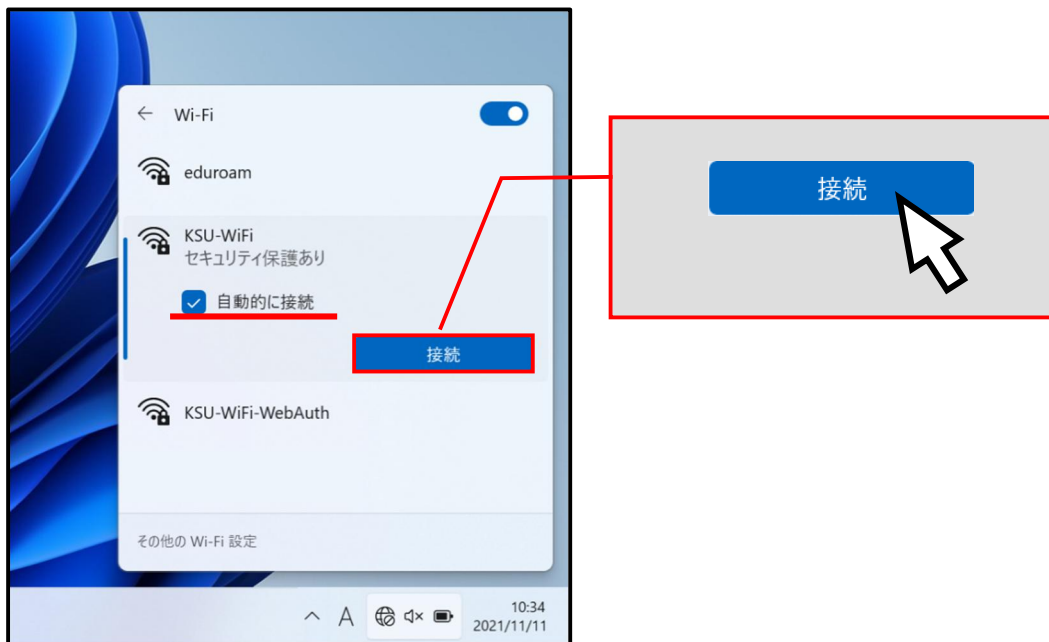 Wi-Fi
eduroam
KSU-WiFi
セキュリティ保護あり
自動的に接続
接続
KSU-WiFi-WebAuth
その他の Wi-Fi 設定
A
10:34
2021/11/11
接続